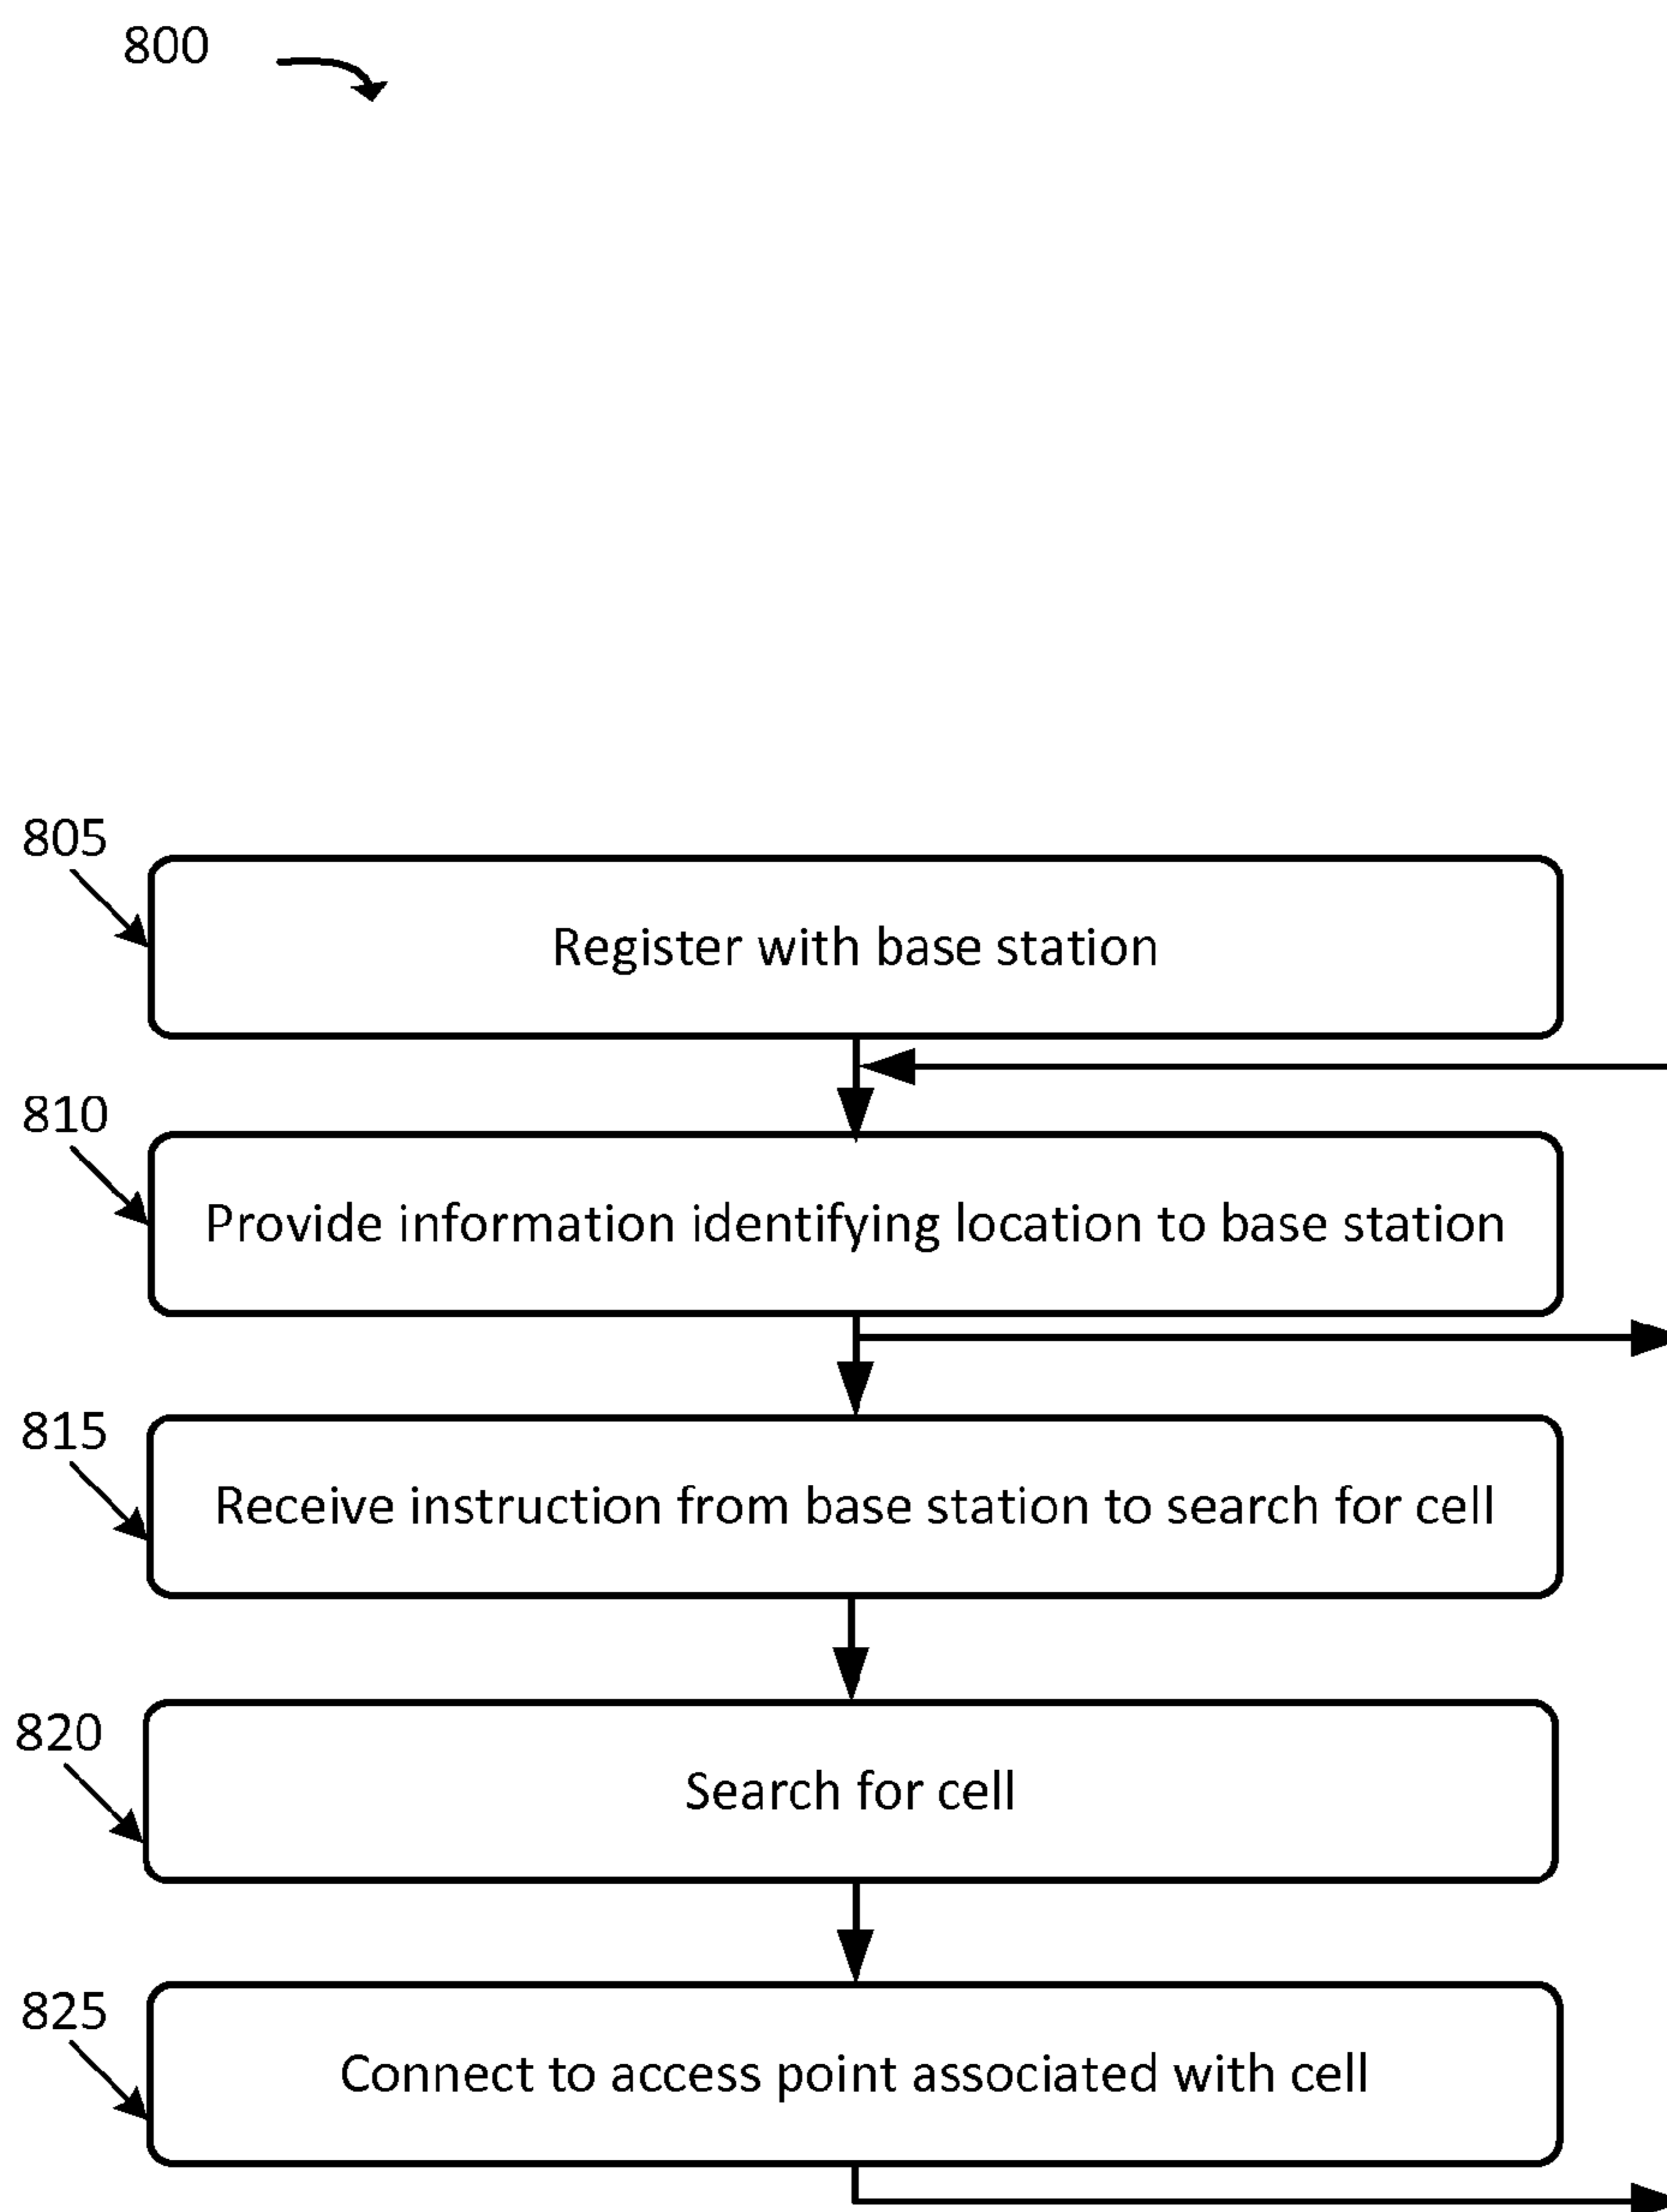 800
805
Register with base station
810
Provide information identifying location to base station
815
Receive instruction from base station to search for cell
820
Search for cell
825
Connect to access point associated with cell